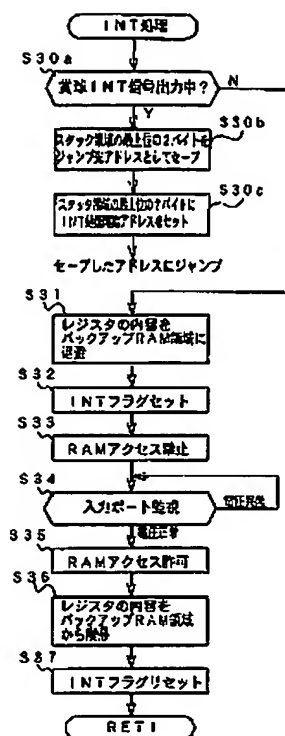 INT処理
S30a
賞球INT信号出力中?
N
Y
S30b
スタック領域の最上位の2バイトを
ジャンプ先アドレスとしてセーブ
S30c
スタック領域の最上位の2バイトに
INT処理アドレスをセット
セーブしたアドレスにジャンプ
S31
レジスタの内容を
バックアップRAM領域に
退避
S32
INTフラグセット
S33
RAMアクセス禁止
S34
入力ポート監視
電圧異常
電圧正常
S35
RAMアクセス許可
S36
レジスタの内容を
バックアップRAM領域
から
S37
INTフラグリセット
RETI